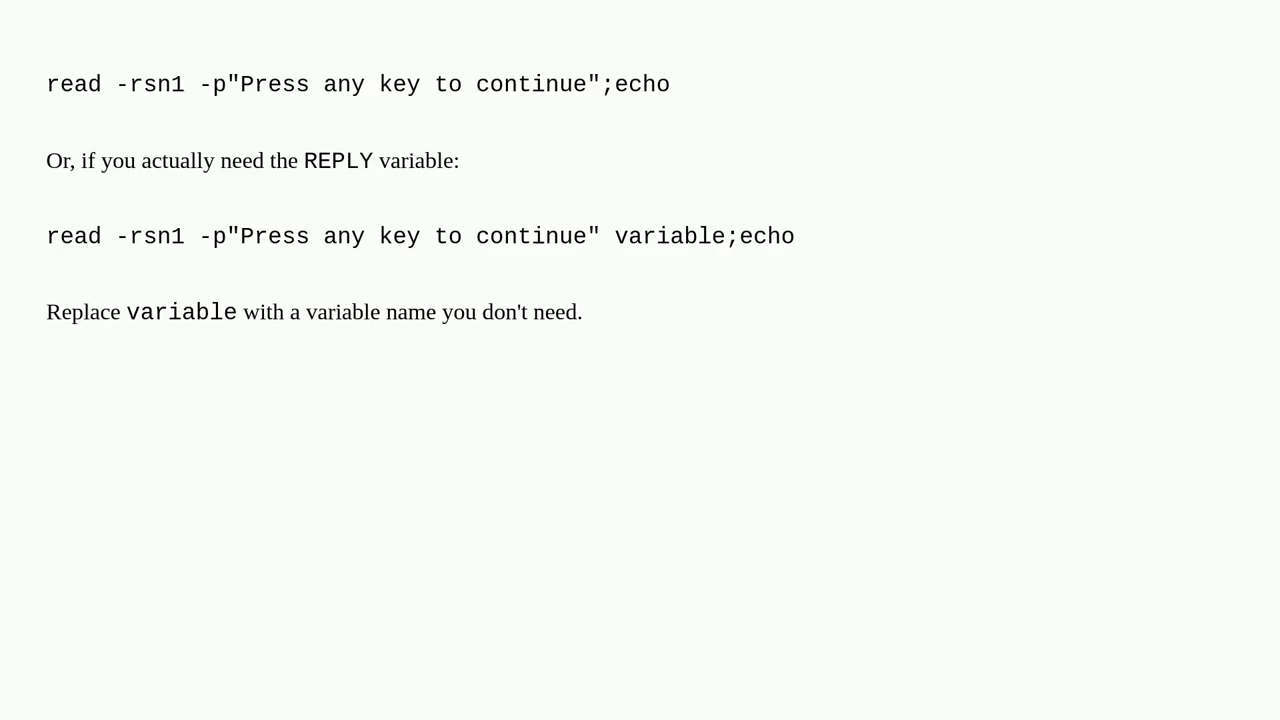 read -rsn1 -p"Press any key to continue";echo
Or, if you actually need the REPLY variable:
read -rsn1 -p"Press any key to continue" variable;echo
Replace variable with a variable name you don't need.